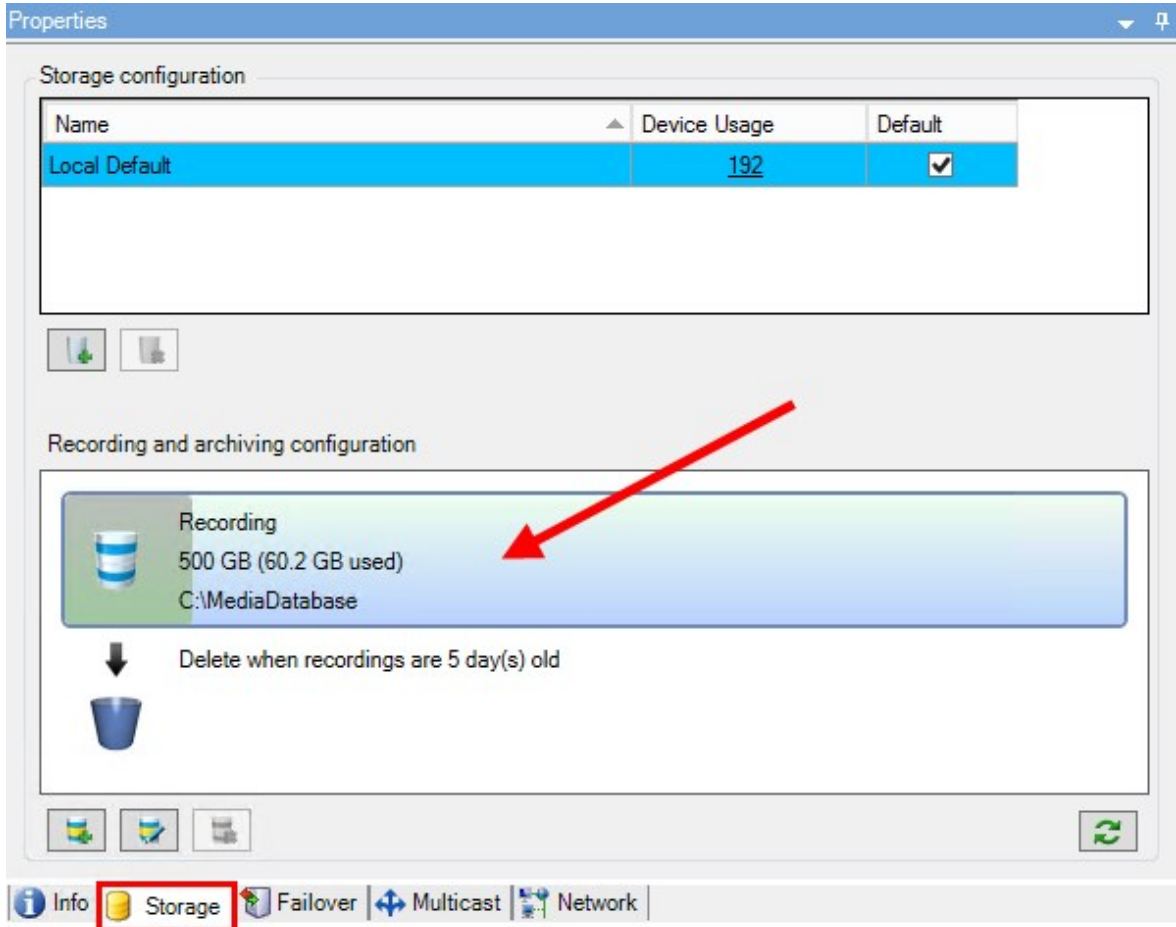 Properties
Storage configuration
Name Device Usage Default
Local Default 192
Recording and archiving configuration
Recording
500 GB (60.2 GB used)
C:\MediaDatabase
Delete when recordings are 5 day(s) old
Info Storage Failover Multicast Network